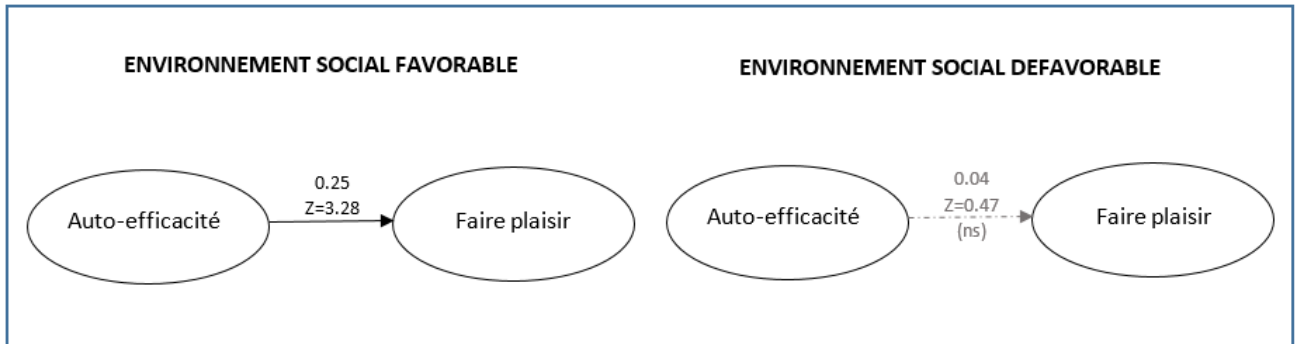 ENVIRONNEMENT SOCIAL FAVORABLE
0.25
Z=3.28
Auto-efficacité
Faire plaisir
ENVIRONNEMENT SOCIAL DEFAVORABLE
0.04
Z=0.47
(ns)
Auto-efficacité
Faire plaisir